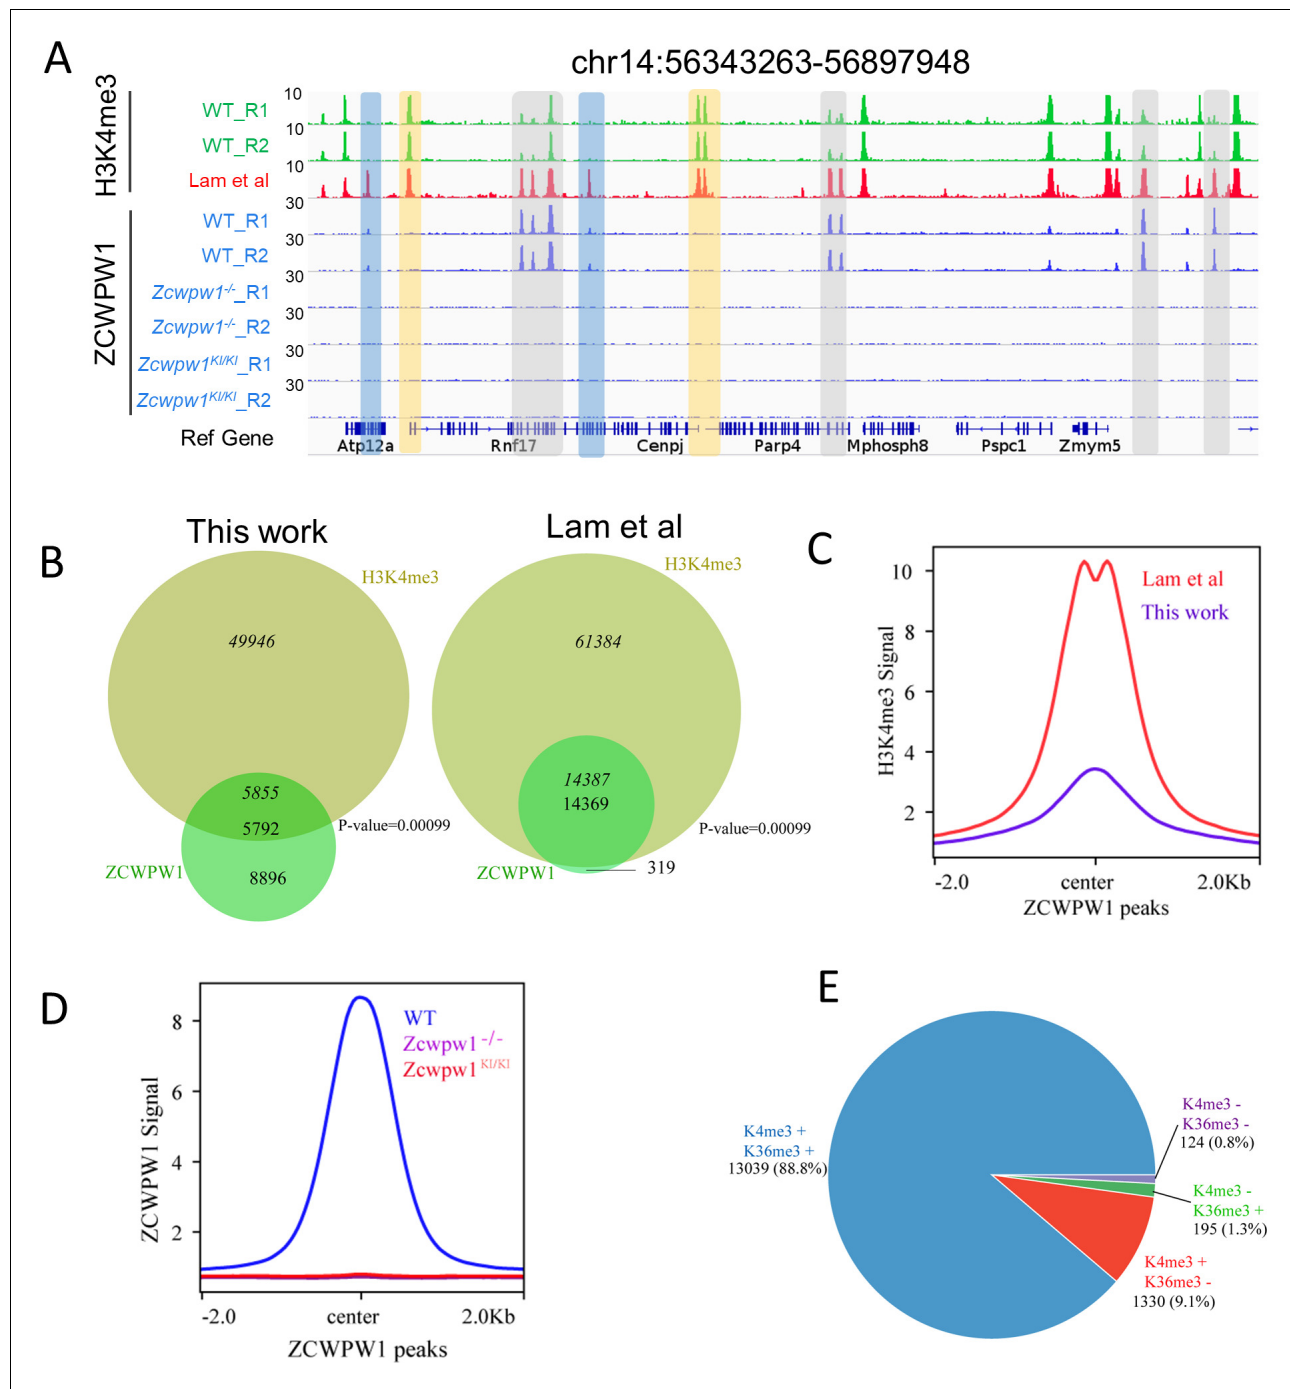 A
chr14:56343263-56897948
H3K4me3
10
WT_R1
10
WT_R2
10
Lam et al
ZCWPW1
30
WT_R1
30
WT_R2
30
Zcwpw1-/-_R1
Zcwpw1-/-_R2
30
Zcwpw1KI/KI_R1
30
Zcwpw1KI/KI_R2
Ref Gene
Atp12a Rnf17 Cenpj Parp4 Mphosph8 Pspc1 Zmym5
B
This work
H3K4me3
49946
5855
5792
P-value=0.00099
ZCWPW1
8896
Lam et al
H3K4me3
61384
14387
14369
P-value=0.00099
ZCWPW1
319
C
Lam et al
This work
H3K4me3 Signal
10
8
6
4
2
-2.0 center 2.0Kb
ZCWPW1 peaks
D
WT
Zcwpw1-/-
Zcwpw1KI/KI
ZCWPW1 Signal
8
6
4
2
-2.0 center 2.0Kb
ZCWPW1 peaks
E
K4me3 +
K36me3 +
13039 (88.8%)
K4me3 -
K36me3 -
124 (0.8%)
K4me3 -
K36me3 +
195 (1.3%)
K4me3 +
K36me3 -
1330 (9.1%)